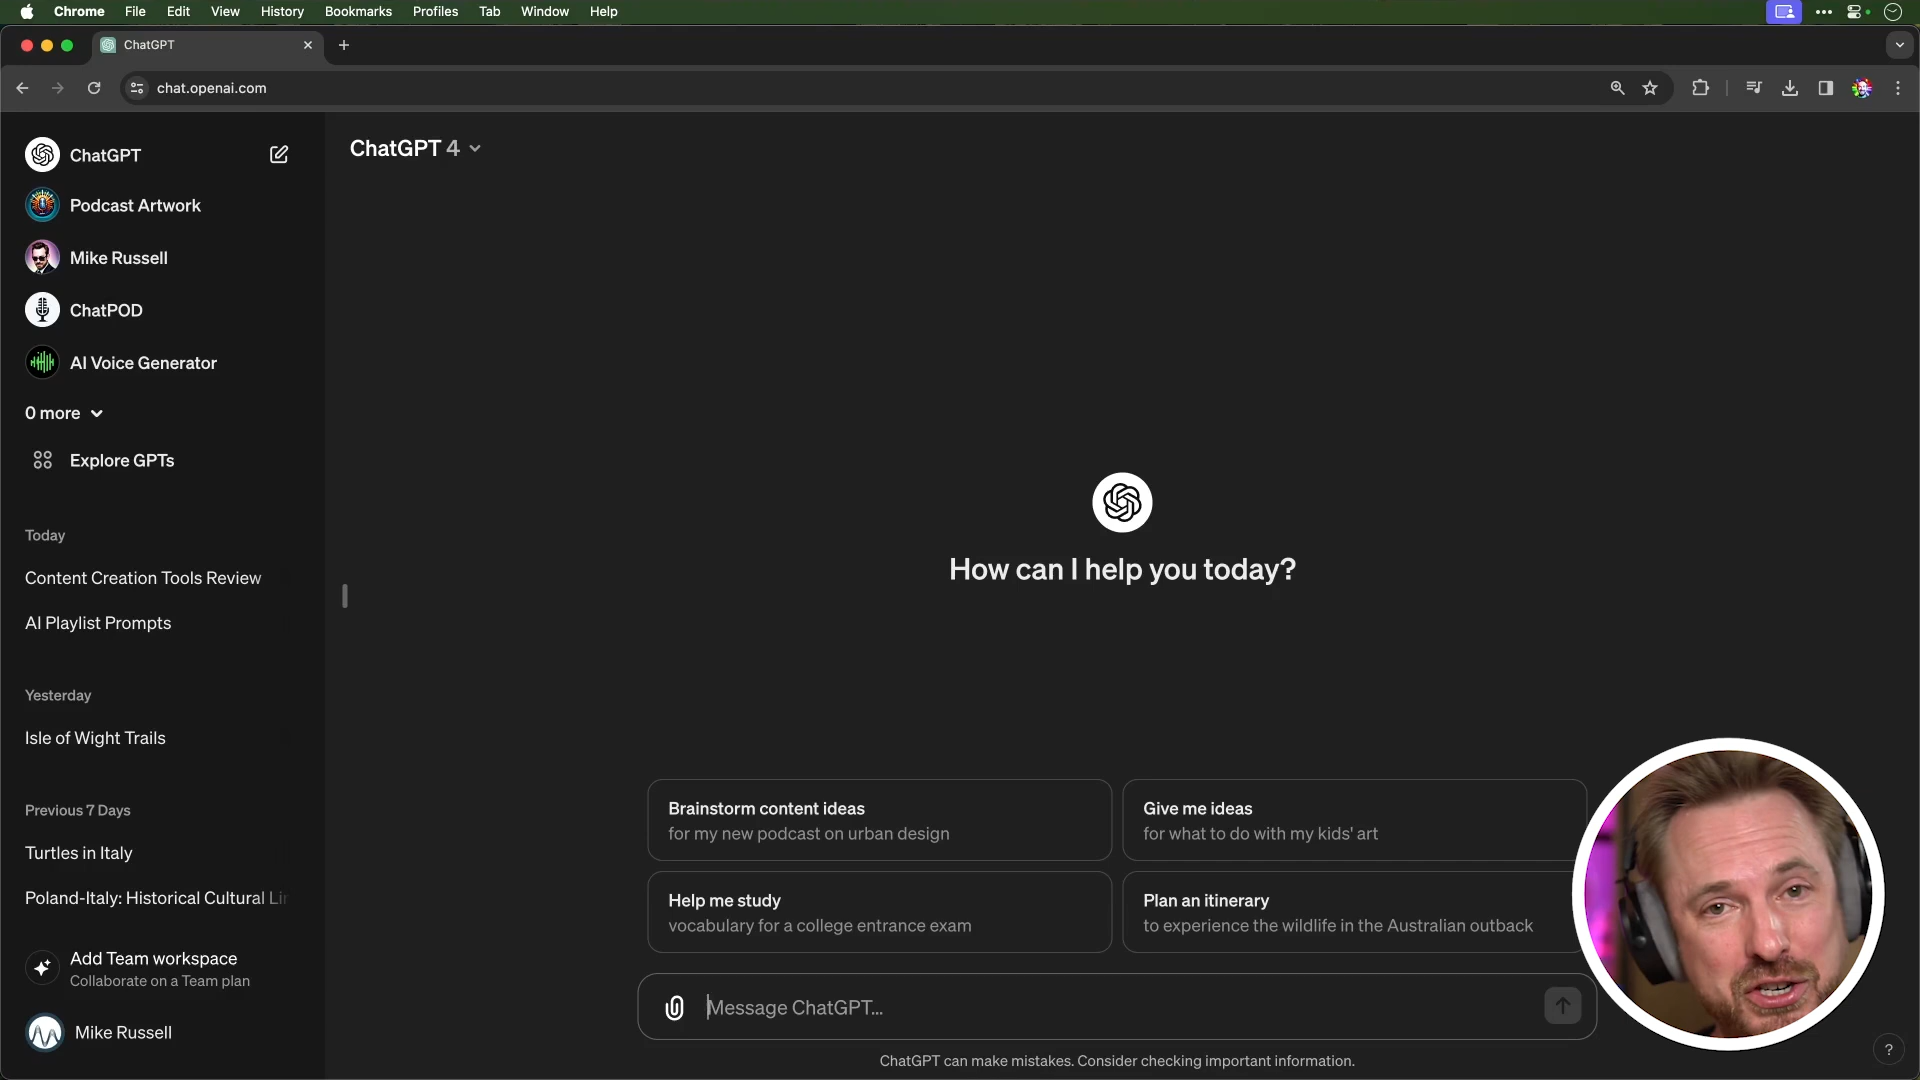 Chrome File Edit View History Bookmarks Profiles Tab Window Help
ChatGPT
chat.openai.com
ChatGPT
Podcast Artwork
Mike Russell
ChatPOD
AI Voice Generator
0 more
Explore GPTs
Today
Content Creation Tools Review
AI Playlist Prompts
Yesterday
Isle of Wight Trails
Previous 7 Days
Turtles in Italy
Poland-Italy: Historical Cultural Lin
Add Team workspace
Collaborate on a Team plan
Mike Russell
ChatGPT 4
How can I help you today?
Brainstorm content ideas
for my new podcast on urban design
Give me ideas
for what to do with my kids' art
Help me study
vocabulary for a college entrance exam
Plan an itinerary
to experience the wildlife in the Australian outback
Message ChatGPT...
ChatGPT can make mistakes. Consider checking important information.
?